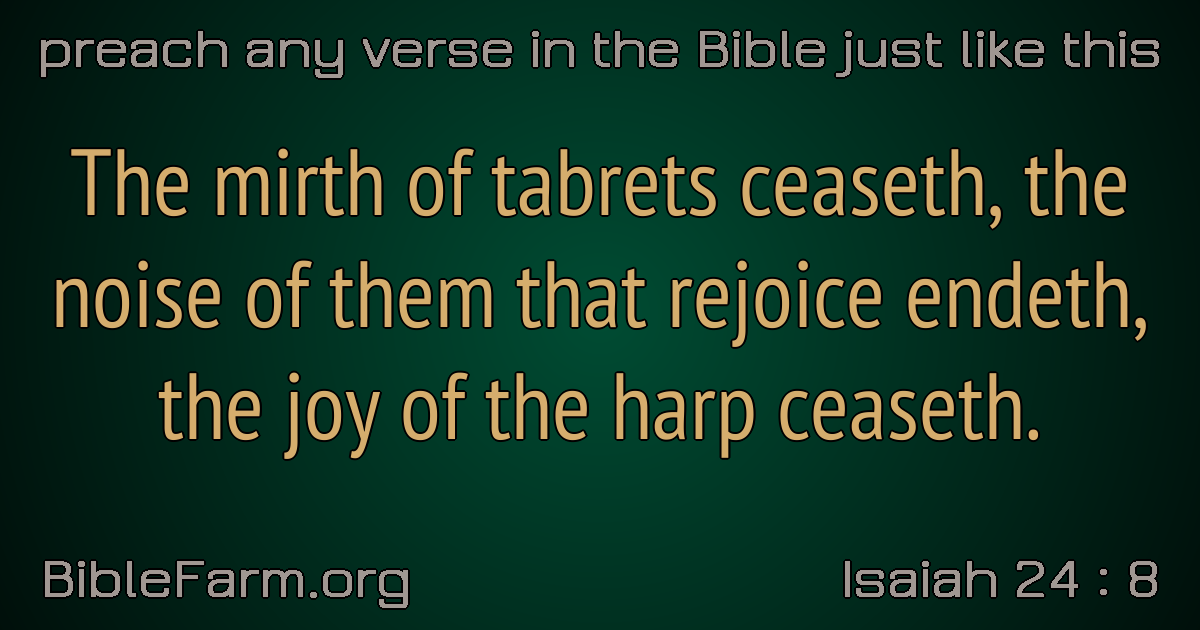 preach any verse in the Bible just like this
The mirth of tabrets ceaseth, the
noise of them that rejoice endeth,
the joy of the harp ceaseth.
BibleFarm.org
Isaiah 24 : 8